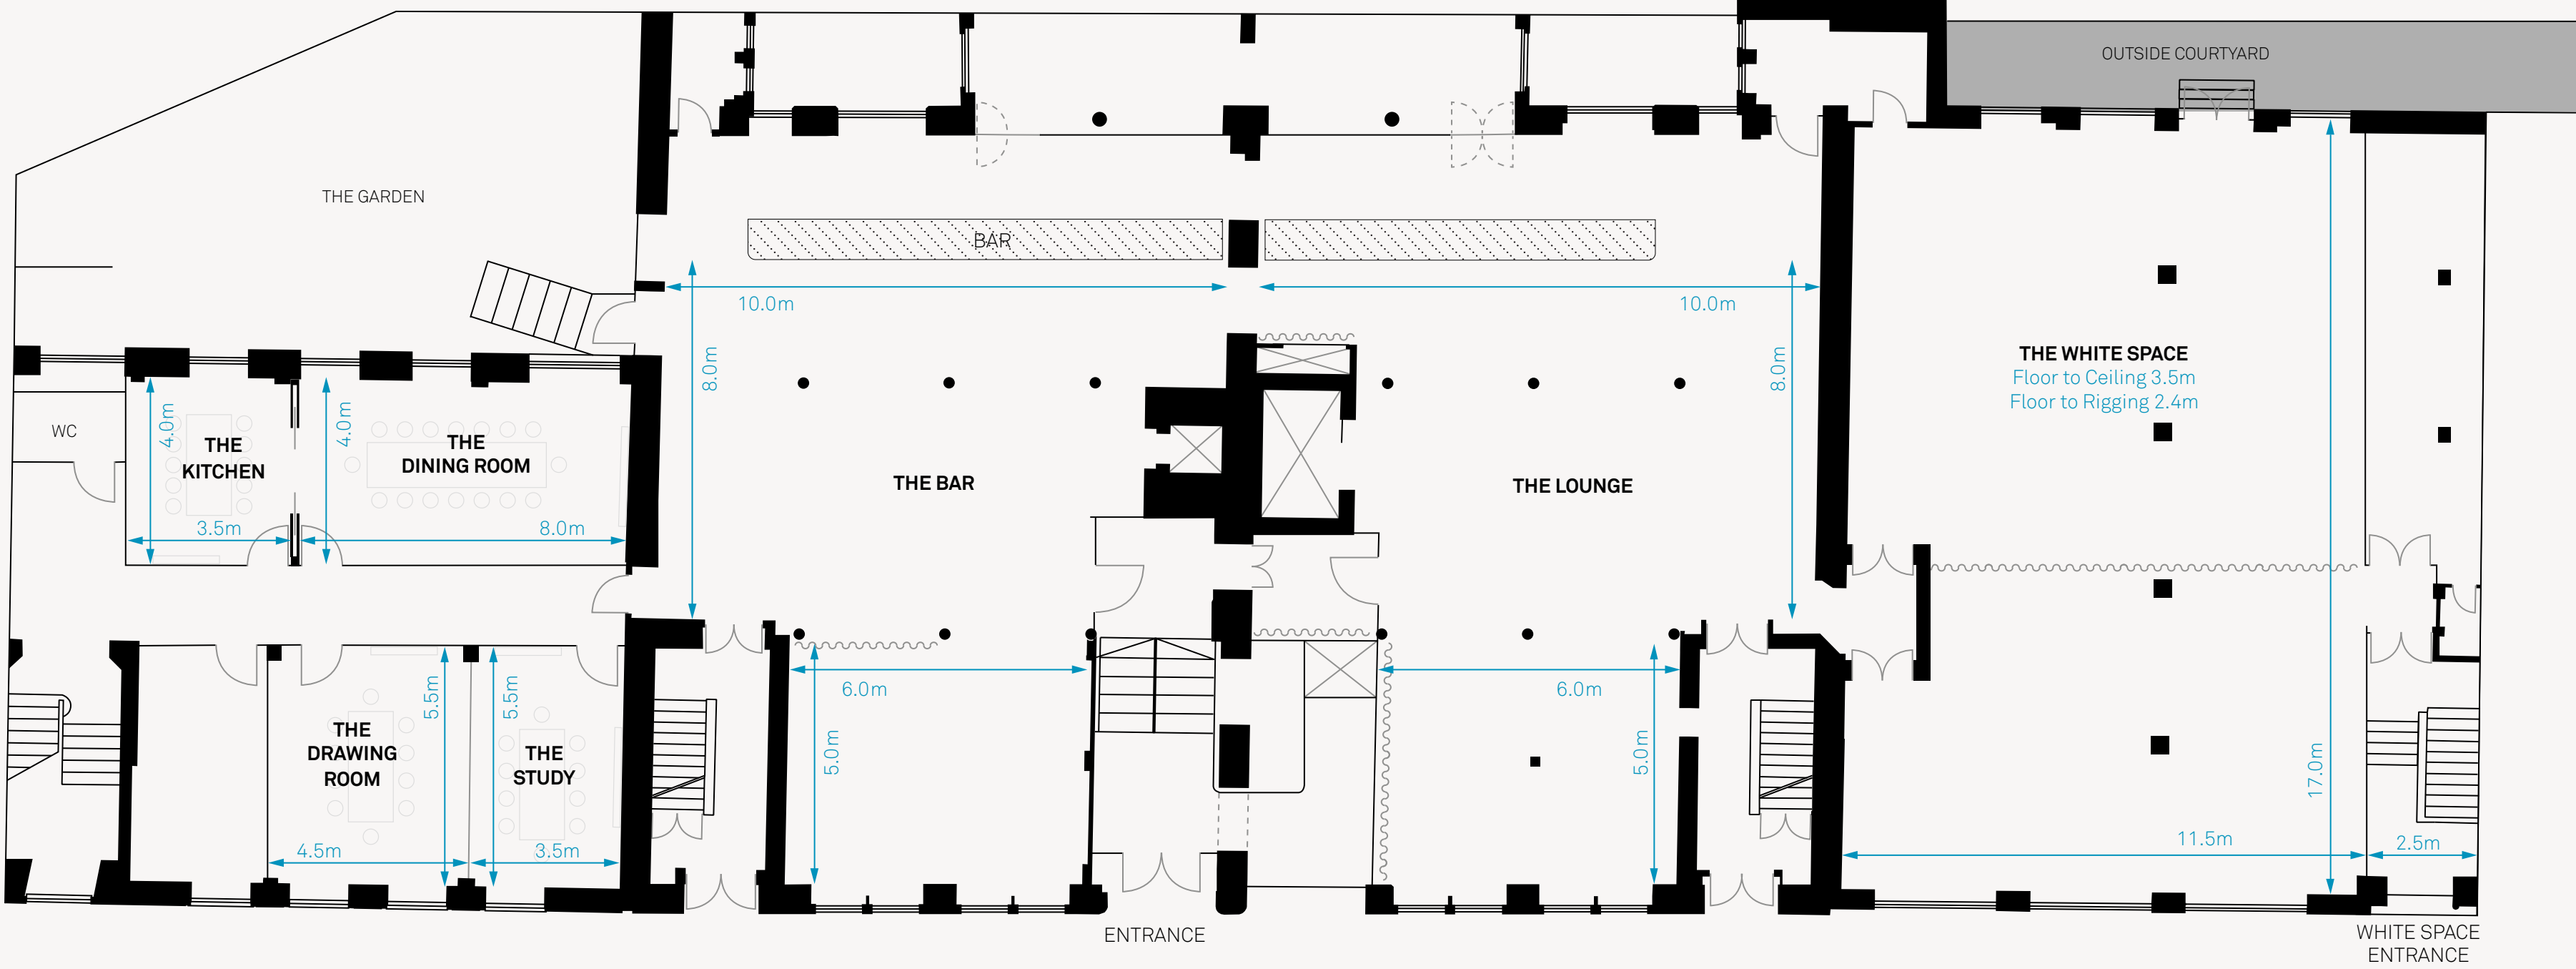 OUTSIDE COURTYARD
THE GARDEN
BAR
10.0m
10.0m
8.0m
8.0m
THE WHITE SPACE
Floor to Ceiling 3.5m
Floor to Rigging 2.4m
WC
4.0m
THE
KITCHEN
3.5m
4.0m
THE
DINING ROOM
8.0m
THE BAR
THE LOUNGE
5.5m
5.5m
THE
DRAWING
ROOM
THE
STUDY
4.5m
3.5m
6.0m
5.0m
6.0m
5.0m
17.0m
11.5m
2.5m
ENTRANCE
WHITE SPACE
ENTRANCE